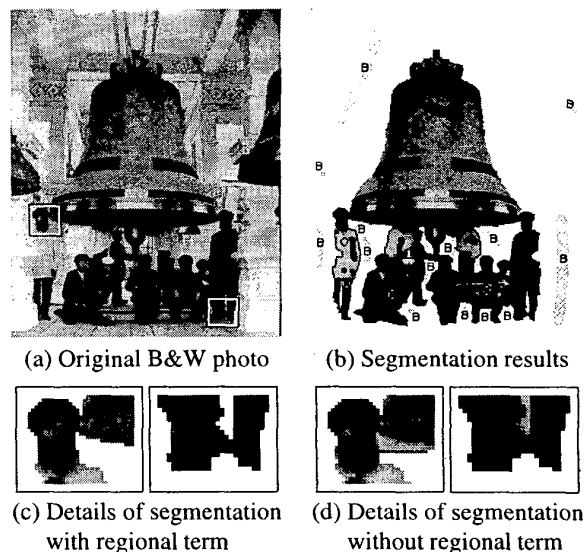 B
B
B
B
B
B
B
B
B
B
B
B
B
B
(a) Original B&W photo
(b) Segmentation results
(c) Details of segmentation
with regional term
(d) Details of segmentation
without regional term